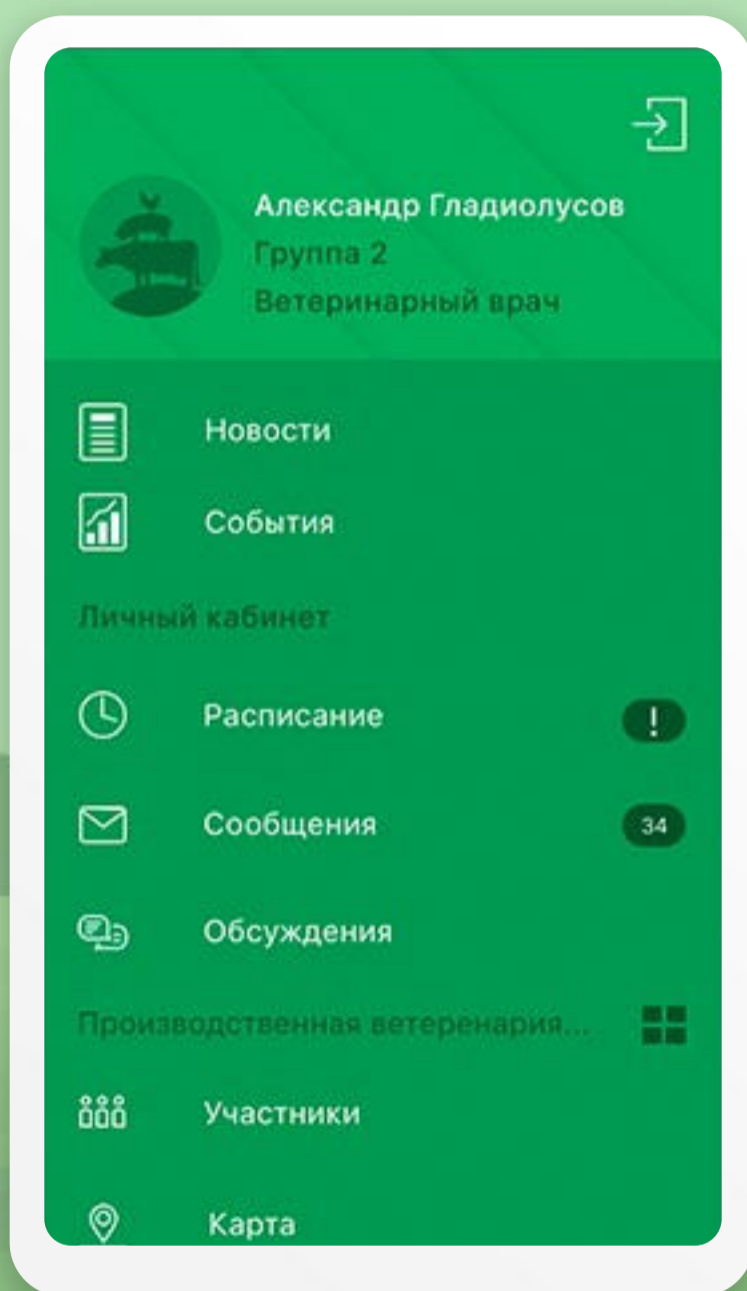 Александр Гладиолусов
Группа 2
Ветеринарный врач
Новости
События
Личный кабинет
Расписание !
Сообщения 34
Обсуждения
Производственная ветеренария...
Участники
Карта